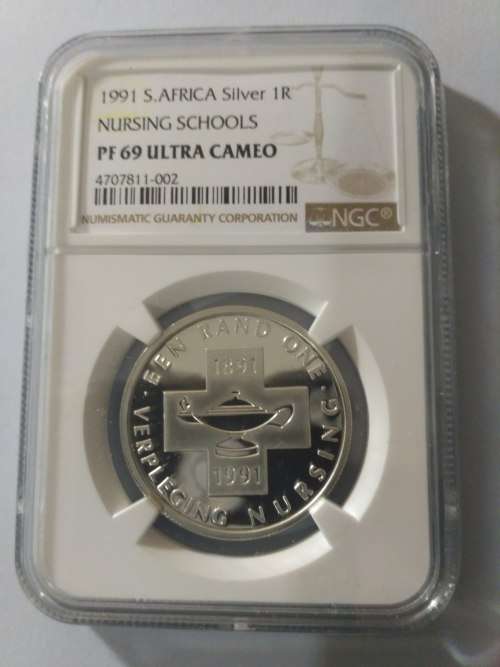 1991 S.AFRICA Silver 1R
NURSING SCHOOLS
PF 69 ULTRA CAMEO
4707811-002
NUMISMATIC GUARANTY CORPORATION
NGC®
EEN RAND ONE
1891
1991
· VERPLEGING NURSING ·